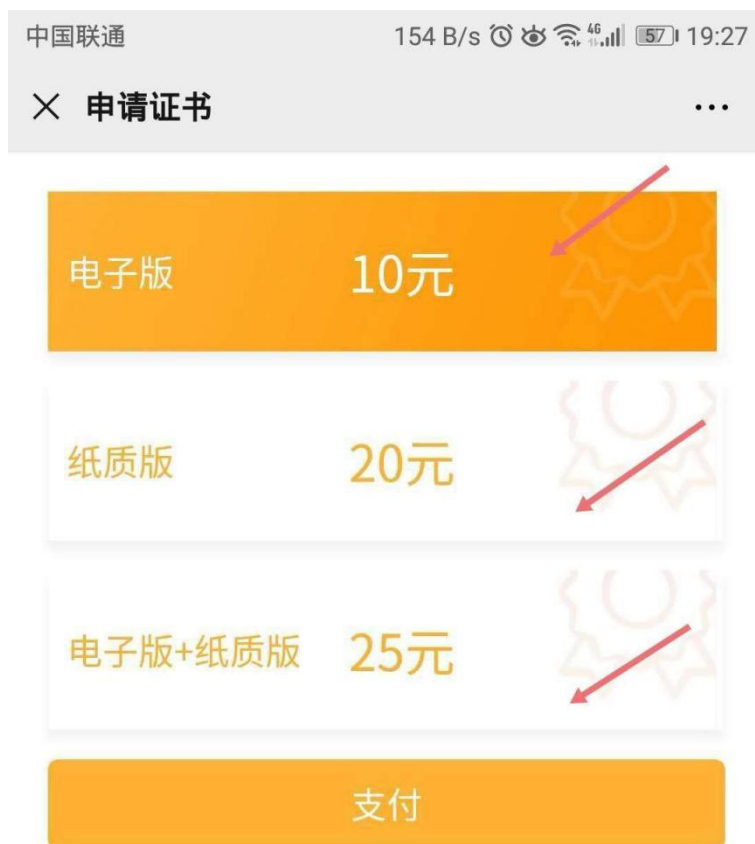 中国联通 154 B/s 4G 57 19:27
申请证书
电子版 10元
纸质版 20元
电子版+纸质版 25元
支付